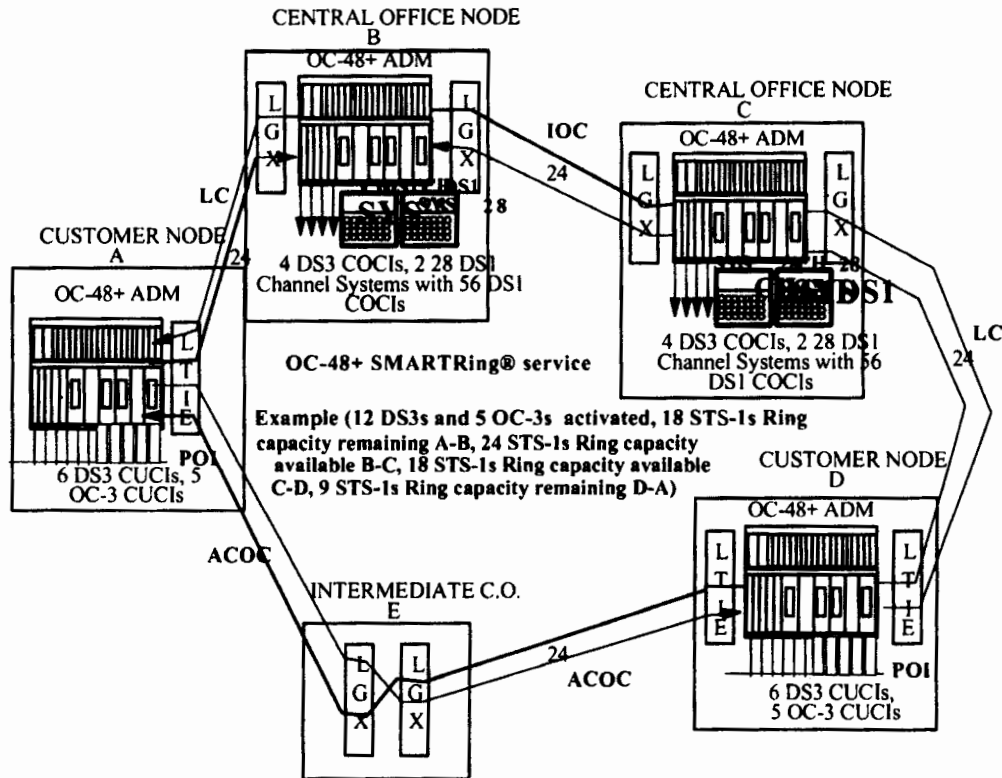 CENTRAL OFFICE NODE
B
OC-48+ ADM
L
G
X
L
G
X
DS1
28
4 DS3 COCIs, 2 28 DS1
Channel Systems with 56 DS1
COCIs
IOC
24
CENTRAL OFFICE NODE
C
OC-48+ ADM
L
G
X
L
G
X
28
DS1
4 DS3 COCIs, 2 28 DS1
Channel Systems with 56
DS1 COCIs
LC
24
LC
24
CUSTOMER NODE
A
OC-48+ ADM
L
T
I
E
POI
6 DS3 CUCIs, 5
OC-3 CUCIs
OC-48+ SMARTRing® service
Example (12 DS3s and 5 OC-3s activated, 18 STS-1s Ring
capacity remaining A-B, 24 STS-1s Ring capacity
available B-C, 18 STS-1s Ring capacity available
C-D, 9 STS-1s Ring capacity remaining D-A)
CUSTOMER NODE
D
OC-48+ ADM
L
T
I
E
L
T
I
E
POI
6 DS3 CUCIs,
5 OC-3 CUCIs
ACOC
INTERMEDIATE C.O.
E
L
G
X
L
G
X
24
ACOC